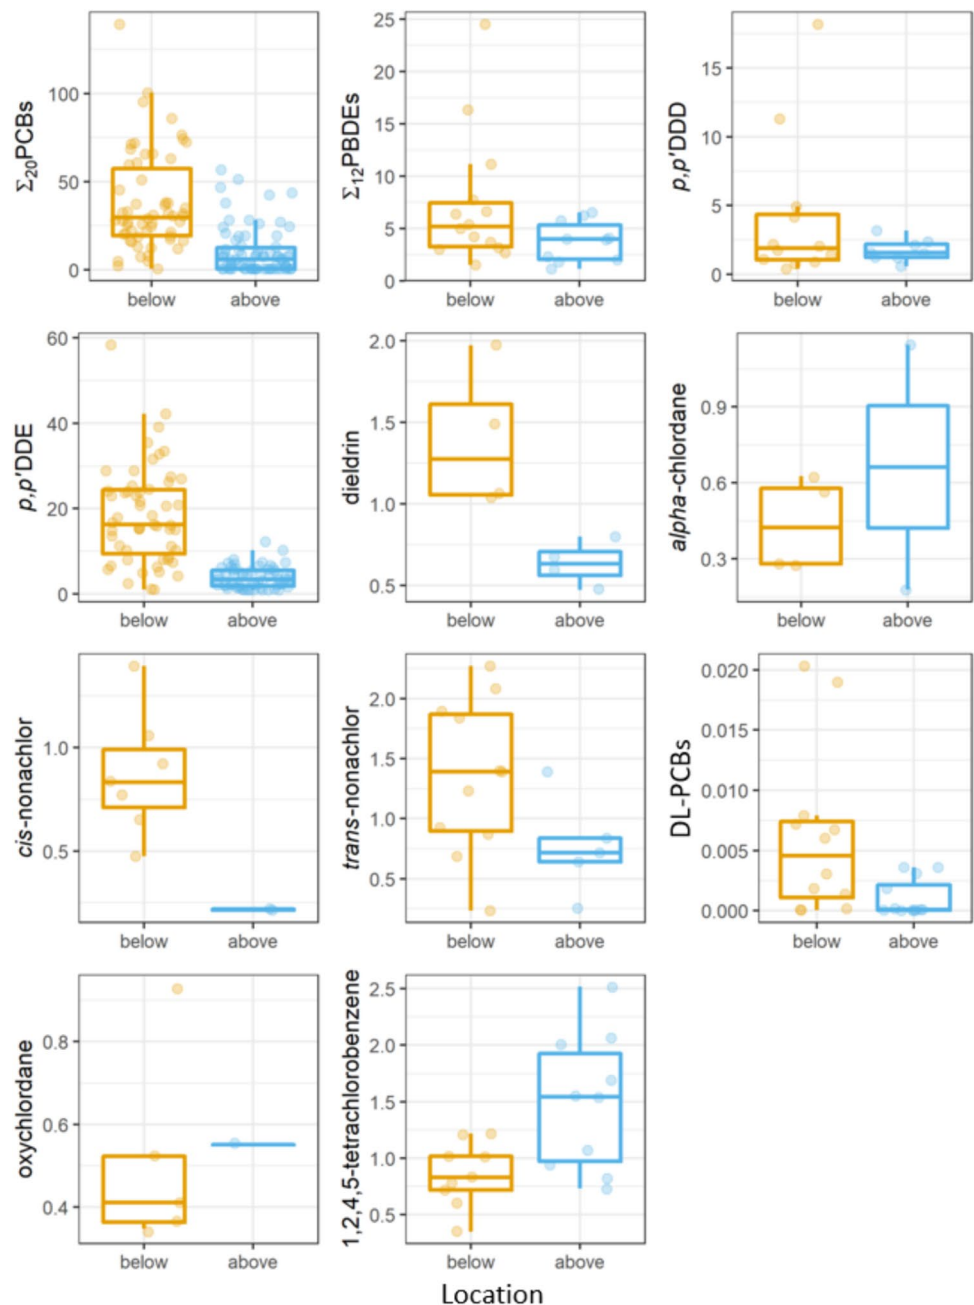 Σ₂₀PCBs
100
50
0
below above
Σ₁₂PBDEs
25
20
15
10
5
0
below above
p,p'DDD
15
10
5
0
below above
p,p'DDE
60
40
20
0
below above
dieldrin
2.0
1.5
1.0
0.5
below above
alpha-chlordane
0.9
0.6
0.3
below above
cis-nonachlor
1.0
0.5
below above
trans-nonachlor
2.0
1.5
1.0
0.5
below above
DL-PCBs
0.020
0.015
0.010
0.005
0.000
below above
oxychlordane
0.8
0.6
0.4
below above
1,2,4,5-tetrachlorobenzene
2.5
2.0
1.5
1.0
0.5
below above
Location